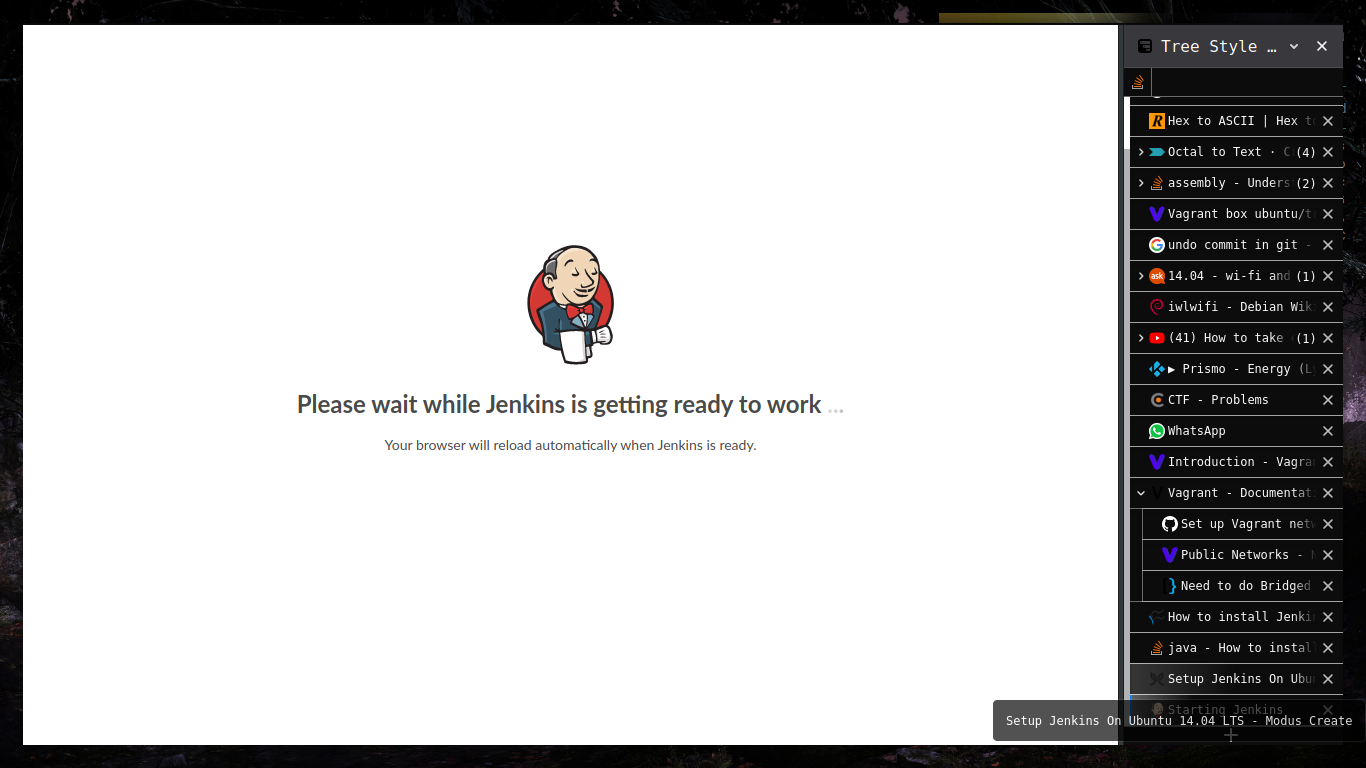 Please wait while Jenkins is getting ready to work ...
Your browser will reload automatically when Jenkins is ready.
Tree Style ...
Hex to ASCII | Hex to
Octal to Text · C (4)
assembly - Unders (2)
Vagrant box ubuntu/t
undo commit in git -
14.04 - wi-fi and (1)
iwlwifi - Debian Wik
(41) How to take (1)
▶ Prismo - Energy (L
CTF - Problems
WhatsApp
Introduction - Vagra
Vagrant - Documentat
Set up Vagrant netw
Public Networks -
Need to do Bridged
How to install Jenki
java - How to instal
Setup Jenkins On Ubu
Starting Jenkins
Setup Jenkins On Ubuntu 14.04 LTS - Modus Create